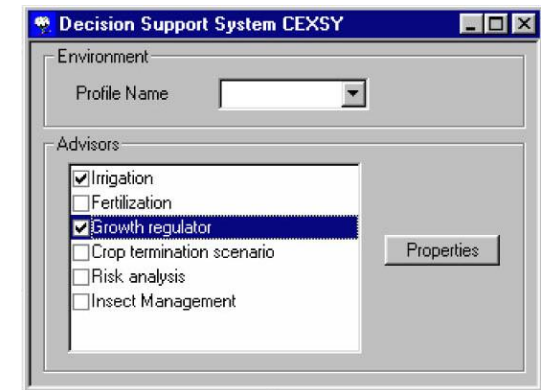 Decision Support System CEXSY
Environment
Profile Name
Advisors
Irrigation
Fertilization
Growth regulator
Crop termination scenario
Properties
Risk analysis
Insect Management